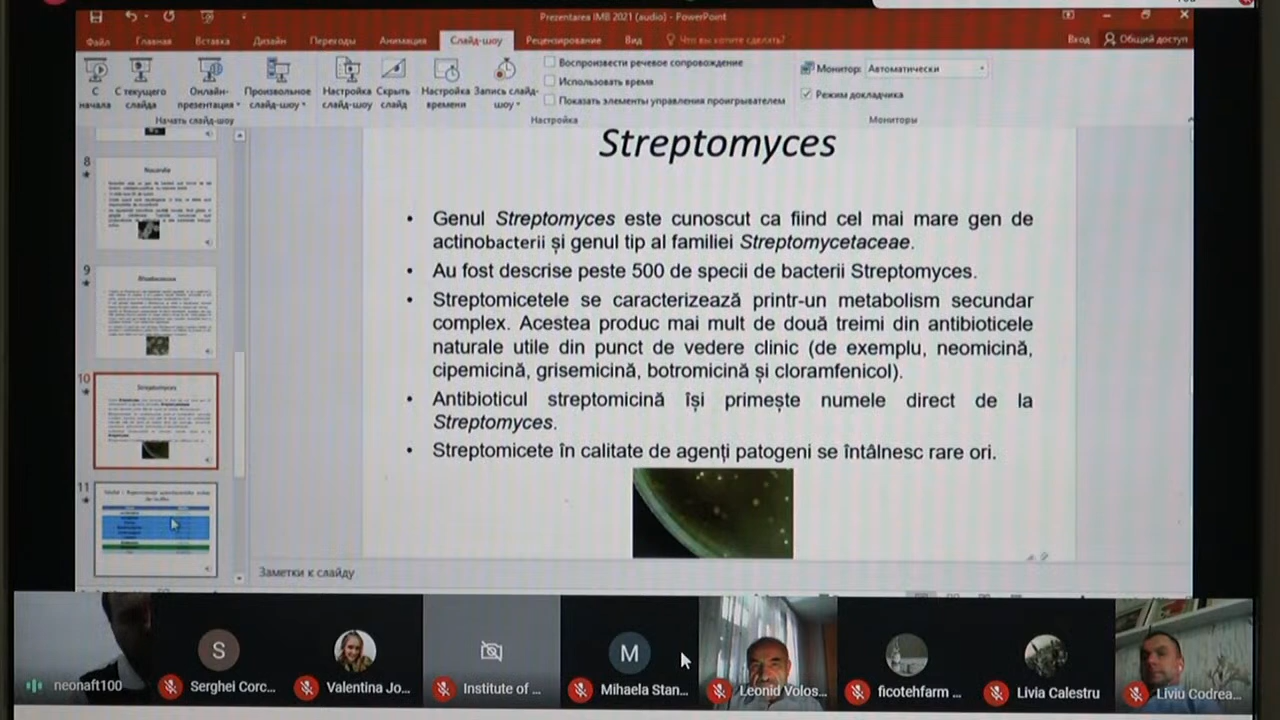 Prezentarea IMB 2021 (audio) - PowerPoint
Файл Главная Вставка Дизайн Переходы Анимация Слайд-шоу Рецензирование Вид Что вы хотите сделать? Вход Общий доступ
С начала
С текущего слайда
Онлайн-презентация
Произвольное слайд-шоу
Настройка слайд-шоу
Скрыть слайд
Настройка времени
Запись слайд-шоу
Воспроизвести речевое сопровождение
Использовать время
Показать элементы управления проигрывателем
Монитор: Автоматически
Режим докладчика
Начать слайд-шоу Настройка Мониторы
8
Nocardia
9
10
Streptomyces
11
Streptomyces
• Genul Streptomyces este cunoscut ca fiind cel mai mare gen de
actinobacterii și genul tip al familiei Streptomycetaceae.
• Au fost descrise peste 500 de specii de bacterii Streptomyces.
• Streptomicetele se caracterizează printr-un metabolism secundar
complex. Acestea produc mai mult de două treimi din antibioticele
naturale utile din punct de vedere clinic (de exemplu, neomicină,
cipemicină, grisemicină, botromicină și cloramfenicol).
• Antibioticul streptomicină își primește numele direct de la
Streptomyces.
• Streptomicete în calitate de agenți patogeni se întâlnesc rare ori.
Заметки к слайду
neonaft100
S
Serghei Corc...
Valentina Jo...
Institute of ...
M
Mihaela Stan...
Leonid Volos...
ficotehfarm ...
Livia Calestru
Liviu Codrea...